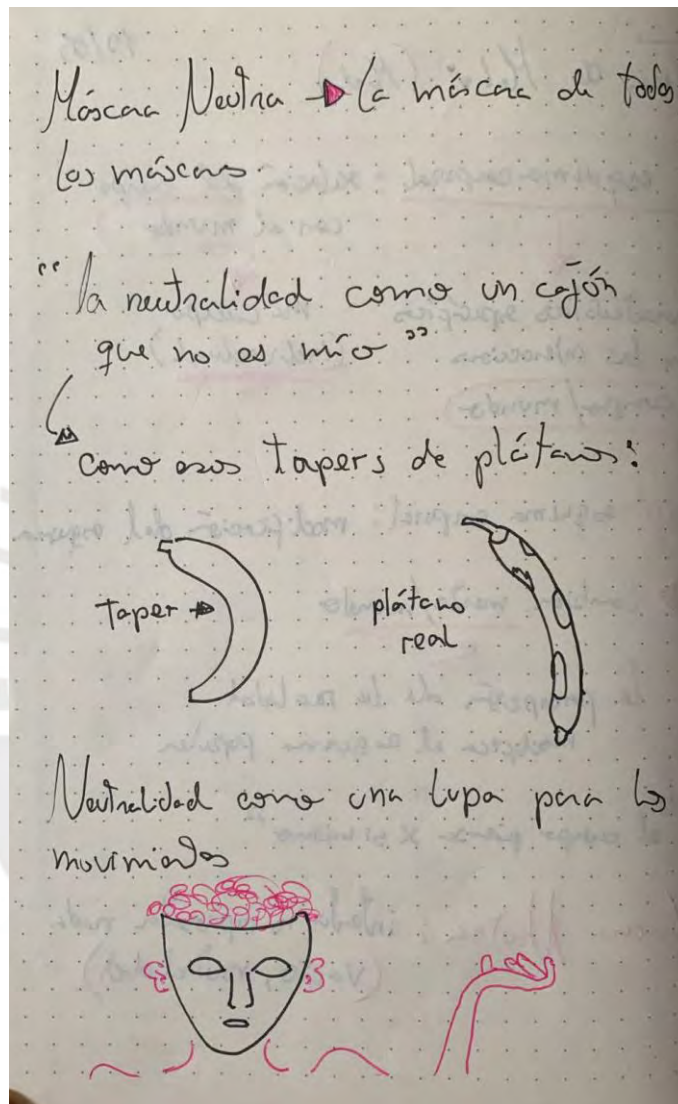 Máscara Neutra → La máscara de todas
las máscaras.
"la neutralidad como un cajón
que no es mío"
como esos tapers de plátanos:
taper →
plátano
real
Neutralidad como una lupa para los
movimientos